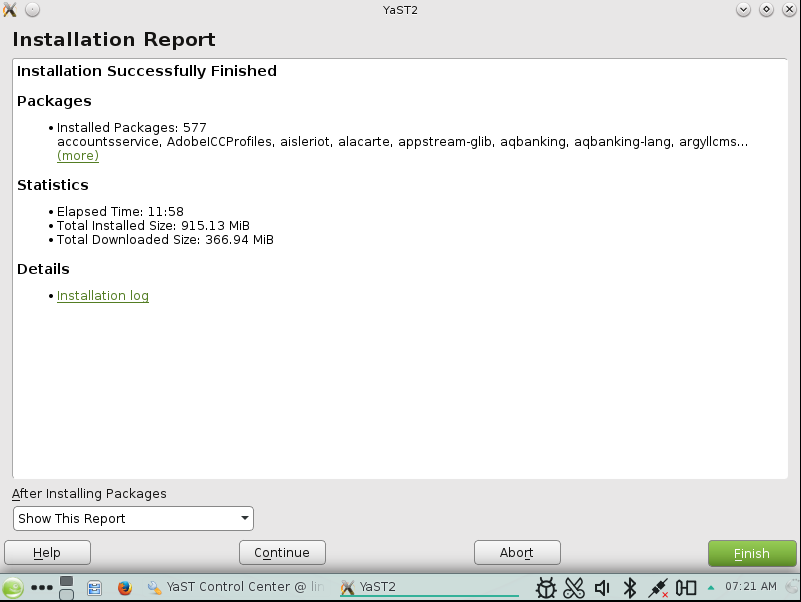 YaST2
Installation Report
Installation Successfully Finished
Packages
• Installed Packages: 577
accountsservice, AdobeICCProfiles, aisleriot, alacarte, appstream-glib, aqbanking, aqbanking-lang, argyllcms...
(more)
Statistics
• Elapsed Time: 11:58
• Total Installed Size: 915.13 MiB
• Total Downloaded Size: 366.94 MiB
Details
• Installation log
After Installing Packages
Show This Report
Help Continue Abort Finish
YaST Control Center @ lin YaST2 07:21 AM